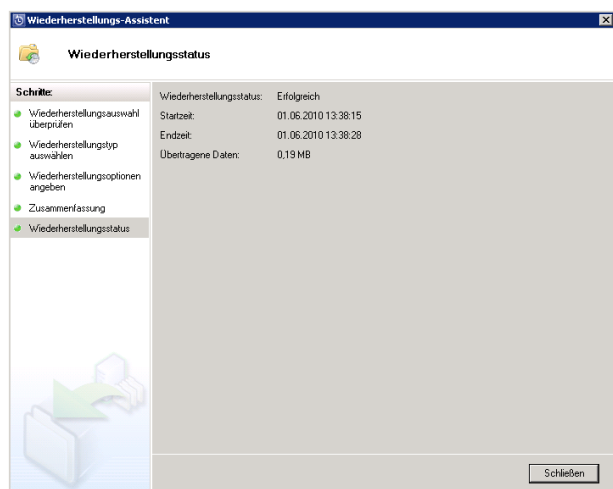 Wiederherstellungs-Assistent
Wiederherstellungsstatus
Schritte:
Wiederherstellungsauswahl
überprüfen
Wiederherstellungstyp
auswählen
Wiederherstellungsoptionen
angeben
Zusammenfassung
Wiederherstellungsstatus
Wiederherstellungsstatus: Erfolgreich
Startzeit: 01.06.2010 13:38:15
Endzeit: 01.06.2010 13:38:28
Übertragene Daten: 0,19 MB
Schließen